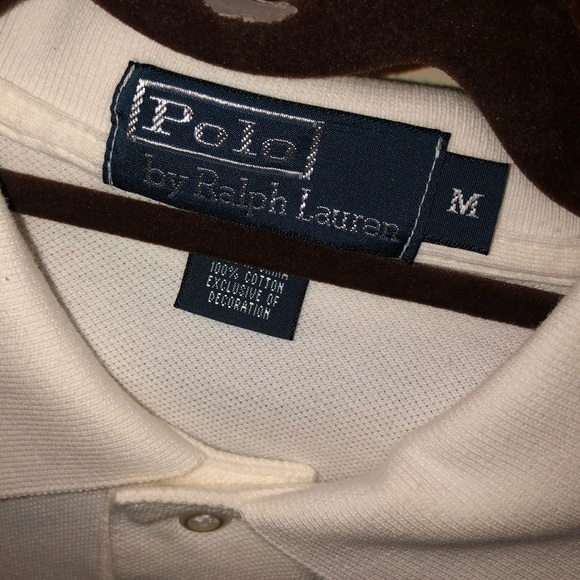 Polo
by Ralph Lauren
M
100% COTTON
EXCLUSIVE OF
DECORATION